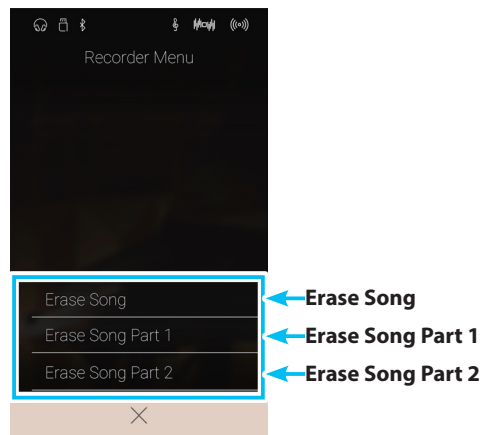 Recorder Menu
Erase Song
Erase Song
Erase Song Part 1
Erase Song Part 1
Erase Song Part 2
Erase Song Part 2